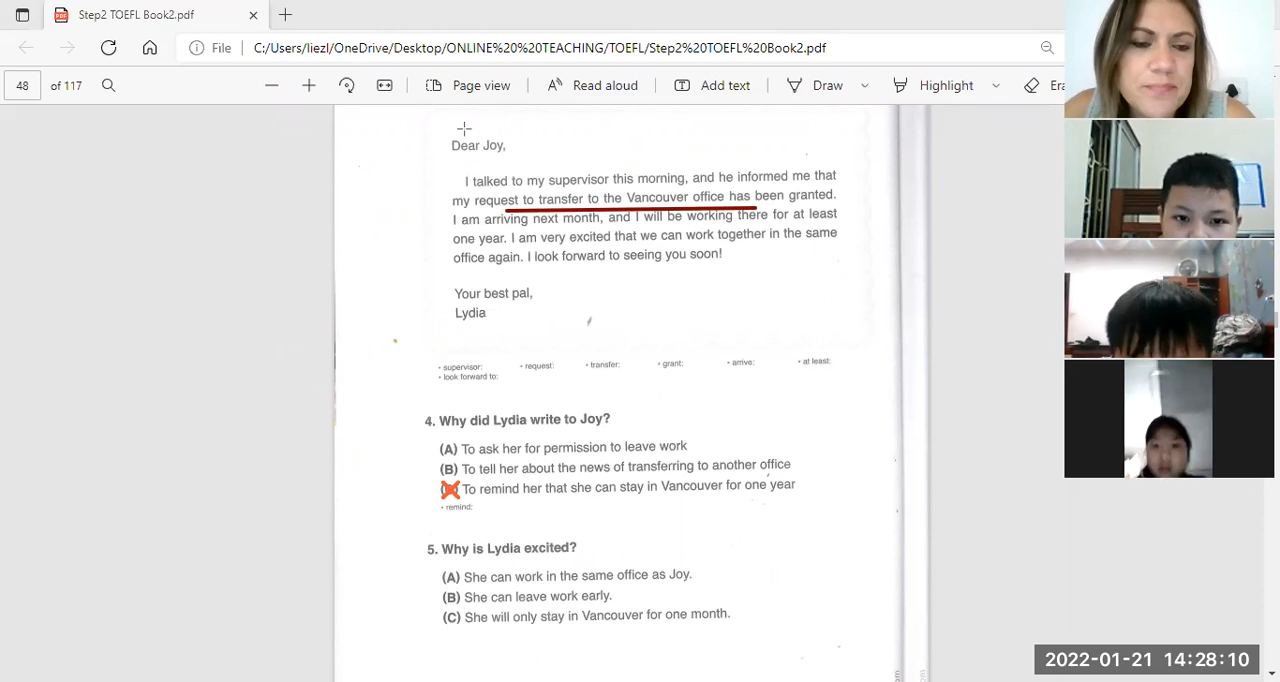 Step2 TOEFL Book2.pdf
File C:/Users/liezl/OneDrive/Desktop/ONLINE%20%20TEACHING/TOEFL/Step2%20TOEFL%20Book2.pdf
48 of 117 Page view Read aloud Add text Draw Highlight Era
Dear Joy,
I talked to my supervisor this morning, and he informed me that
my request to transfer to the Vancouver office has been granted.
I am arriving next month, and I will be working there for at least
one year. I am very excited that we can work together in the same
office again. I look forward to seeing you soon!
Your best pal,
Lydia
• supervisor: • request: • transfer: • grant: • arrive: • at least:
• look forward to:
4. Why did Lydia write to Joy?
(A) To ask her for permission to leave work
(B) To tell her about the news of transferring to another office
To remind her that she can stay in Vancouver for one year
• remind:
5. Why is Lydia excited?
(A) She can work in the same office as Joy.
(B) She can leave work early.
(C) She will only stay in Vancouver for one month.
2022-01-21 14:28:10